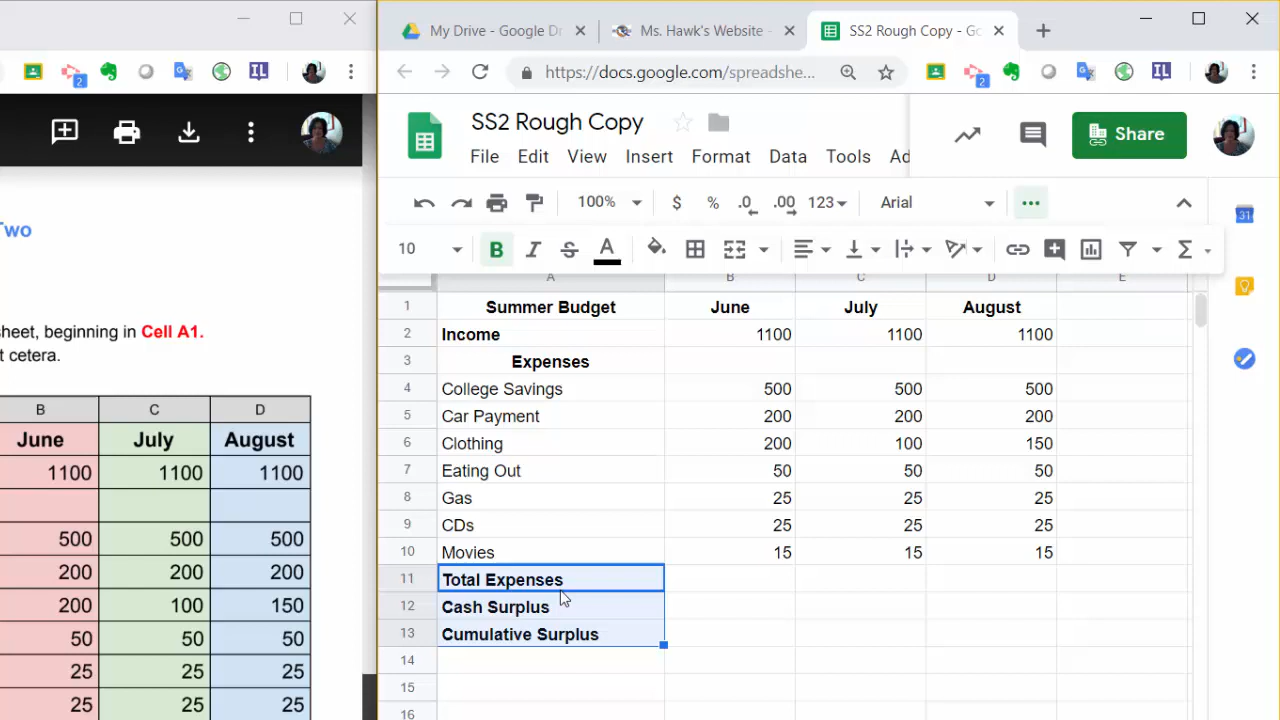 Two
sheet, beginning in Cell A1.
t cetera.
B C D
June July August
1100 1100 1100
500 500 500
200 200 200
200 100 150
50 50 50
25 25 25
25 25 25
2
My Drive - Google Dr
Ms. Hawk's Website -
SS2 Rough Copy - Go
https://docs.google.com/spreadshe...
2
IL
IL
SS2 Rough Copy
Share
File Edit View Insert Format Data Tools Ad
100% $ % .0 .00 123 Arial
10 B I S A Σ
31
A B C D E
1 Summer Budget June July August
2 Income 1100 1100 1100
3 Expenses
4 College Savings 500 500 500
5 Car Payment 200 200 200
6 Clothing 200 100 150
7 Eating Out 50 50 50
8 Gas 25 25 25
9 CDs 25 25 25
10 Movies 15 15 15
11 Total Expenses
12 Cash Surplus
13 Cumulative Surplus
14
15
16